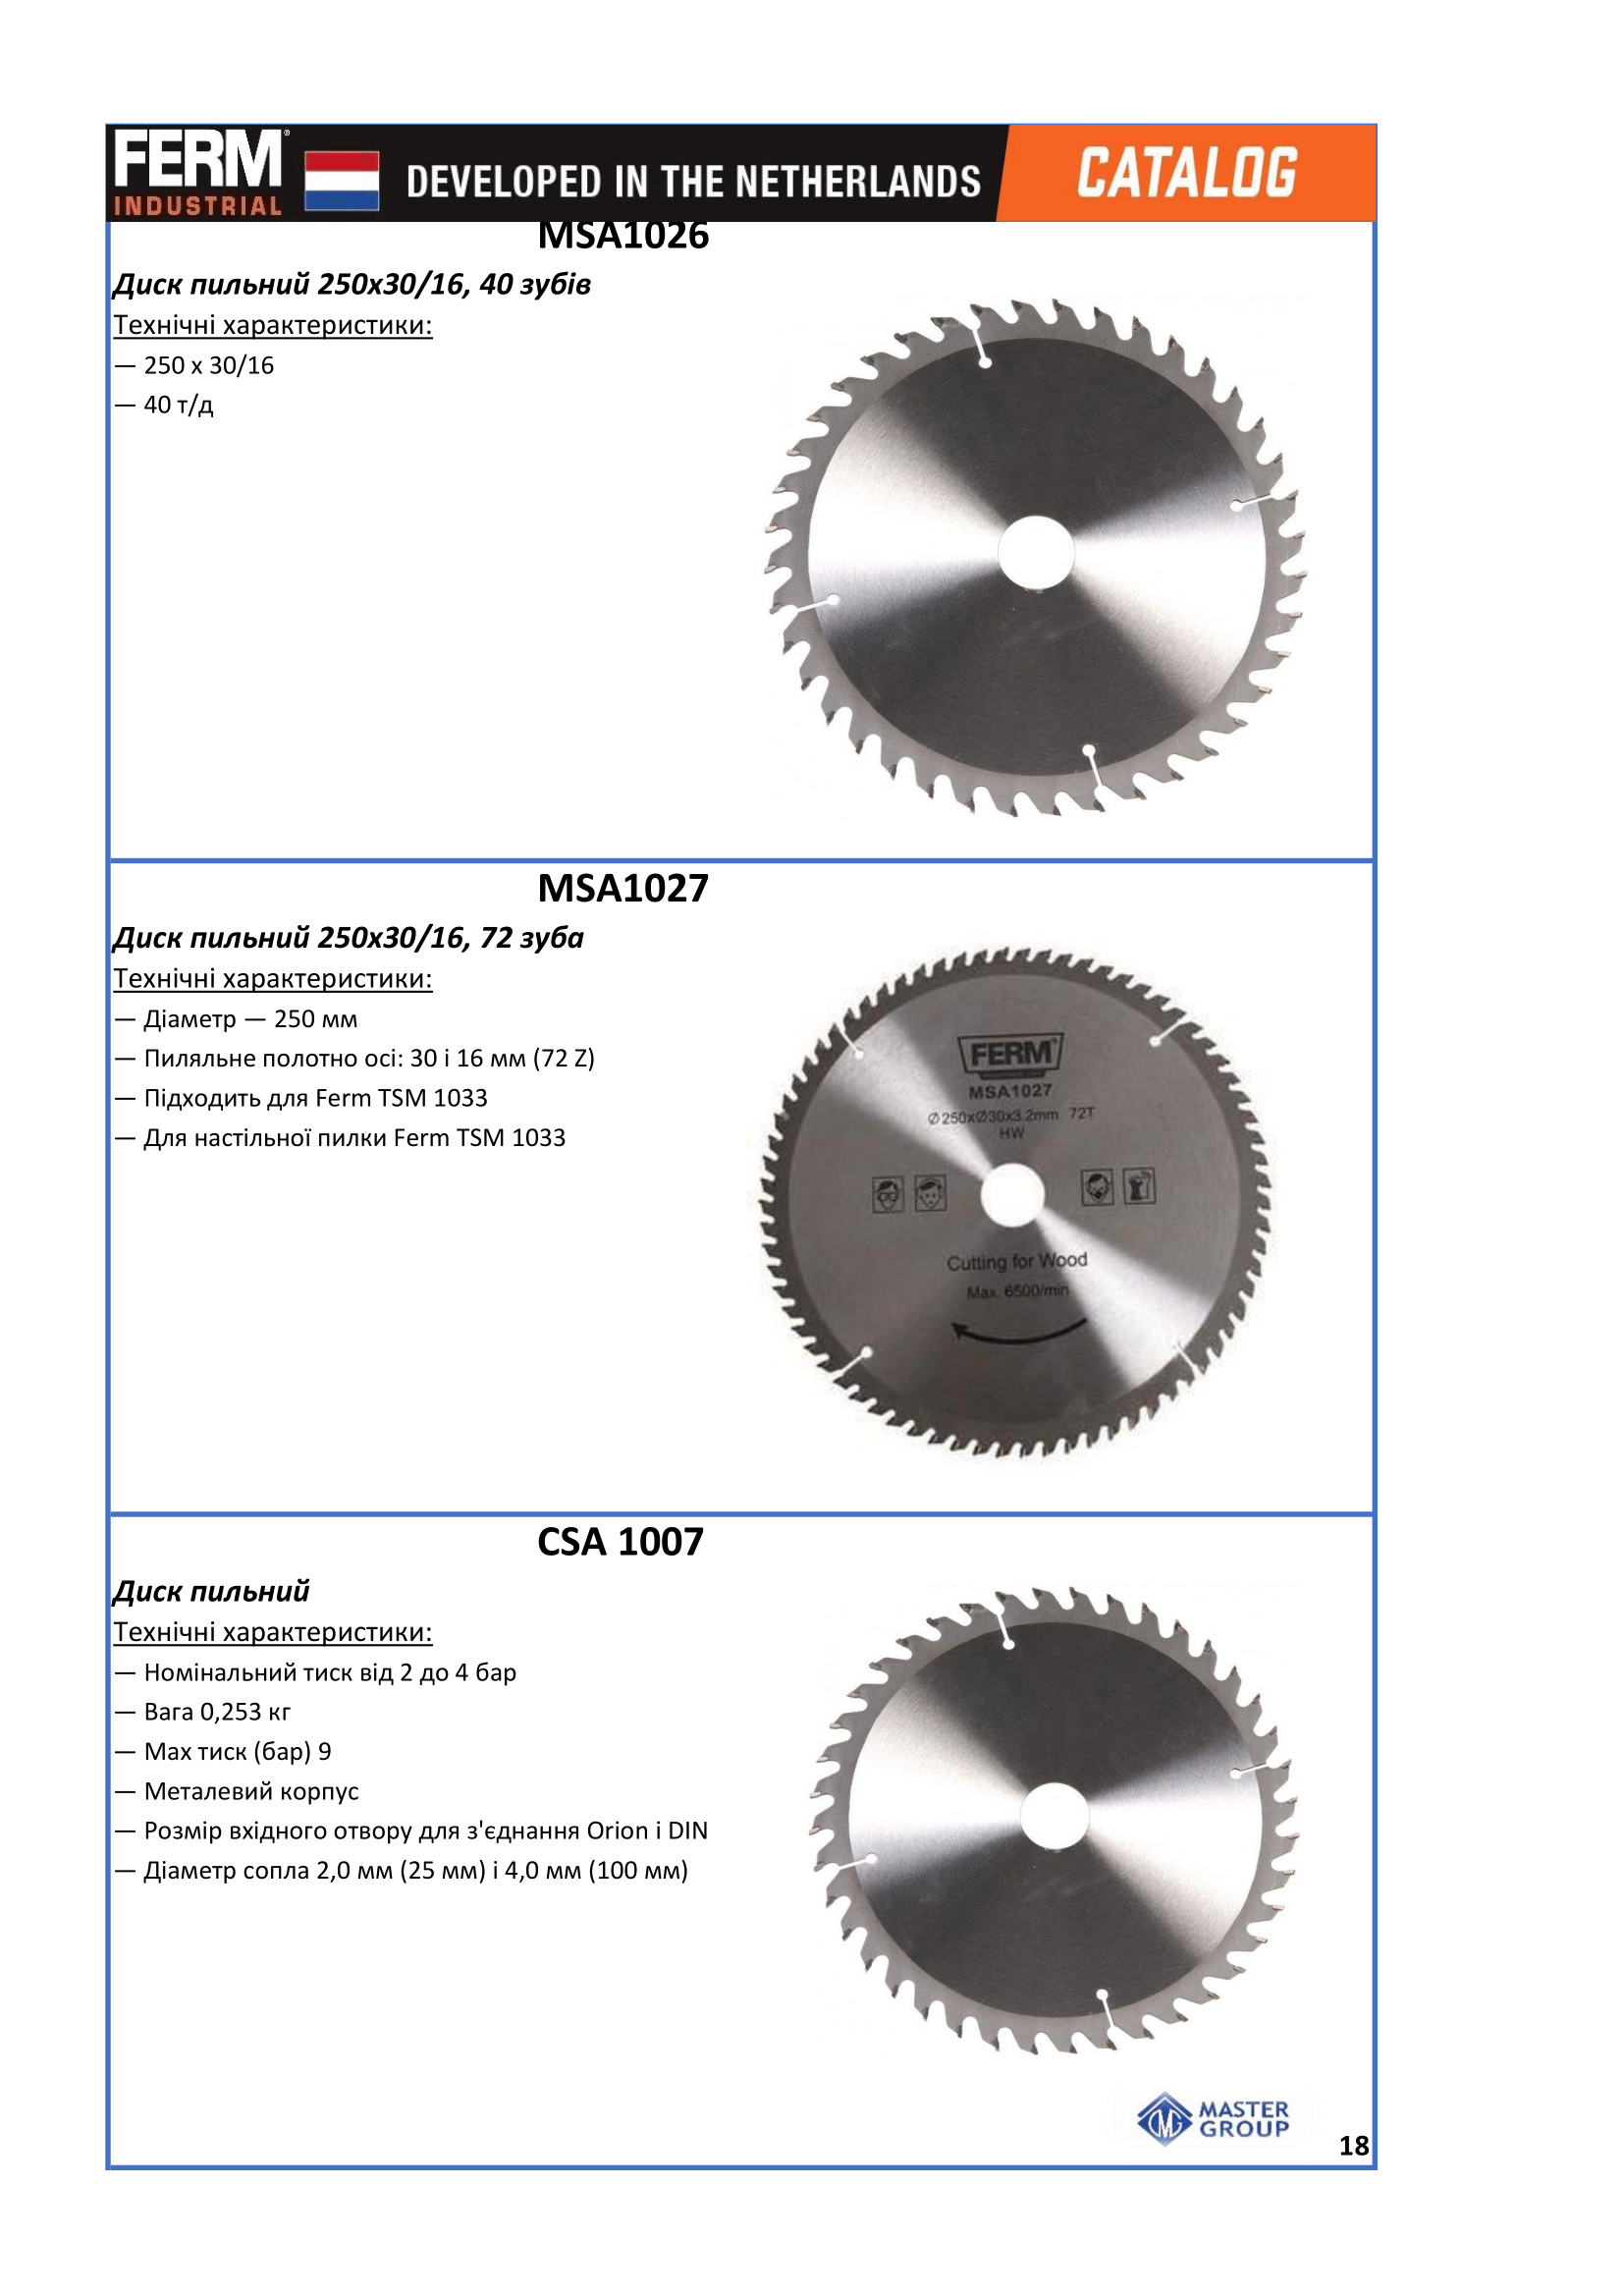 FERM®
INDUSTRIAL
DEVELOPED IN THE NETHERLANDS
CATALOG
MSA1026
Диск пильний 250x30/16, 40 зубів
Технічні характеристики:
— 250 x 30/16
— 40 т/д
MSA1027
Диск пильний 250x30/16, 72 зуба
Технічні характеристики:
— Діаметр — 250 мм
— Пиляльне полотно осі: 30 і 16 мм (72 Z)
— Підходить для Ferm TSM 1033
— Для настільної пилки Ferm TSM 1033
FERM®
MSA1027
Ø250xØ30x3.2mm 72T
HW
Cutting for Wood
Max. 6500/min
CSA 1007
Диск пильний
Технічні характеристики:
— Номінальний тиск від 2 до 4 бар
— Вага 0,253 кг
— Max тиск (бар) 9
— Металевий корпус
— Розмір вхідного отвору для з'єднання Orion і DIN
— Діаметр сопла 2,0 мм (25 мм) і 4,0 мм (100 мм)
MASTER
GROUP
18